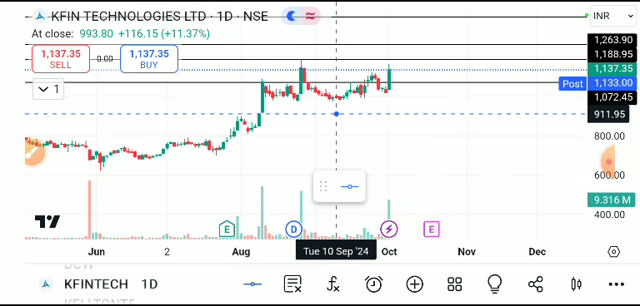 KFIN TECHNOLOGIES LTD · 1D · NSE
INR
At close: 993.80 +116.15 (+11.37%)
1,137.35 SELL
0.00
1,137.35 BUY
1
1,263.90
1,188.95
1,137.35
Post 1,133.00
1,072.45
911.95
800.00
600.00
9.316 M
400.00
E D E
Jun 2 Aug Tue 10 Sep '24 Oct Nov Dec
KFINTECH 1D